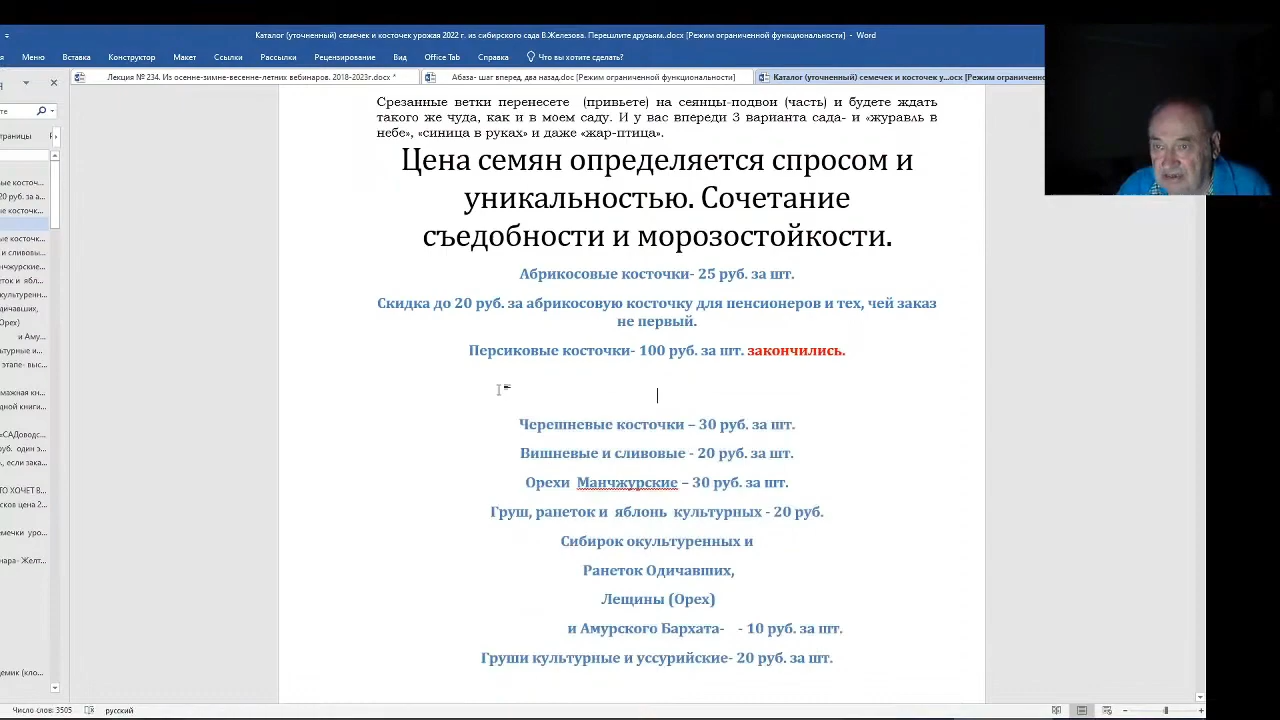 Каталог (уточненный) семечек и косточек урожая 2022 г. из сибирского сада В.Железова. Перешлите друзьям..docx [Режим ограниченной функциональности] - Word
Меню Вставка Конструктор Макет Ссылки Рассылки Рецензирование Вид Office Tab Справка Что вы хотите сделать?
Лекция № 234. Из осенне-зимне-весенне-летних вебинаров. 2018-2023г.docx * Абаза- шаг вперед, два назад.doc [Режим ограниченной функциональности] Каталог (уточненный) семечек и косточек у...ocx [Режим ограниченно
Срезанные ветки перенесете (привьете) на сеянцы-подвои (часть) и будете ждать
такого же чуда, как и в моем саду. И у вас впереди 3 варианта сада- и «журавль в
небе», «синица в руках» и даже «жар-птица».
Цена семян определяется спросом и
уникальностью. Сочетание
съедобности и морозостойкости.
Абрикосовые косточки- 25 руб. за шт.
Скидка до 20 руб. за абрикосовую косточку для пенсионеров и тех, чей заказ
не первый.
Персиковые косточки- 100 руб. за шт. закончились.
Черешневые косточки – 30 руб. за шт.
Вишневые и сливовые - 20 руб. за шт.
Орехи Манчжурские – 30 руб. за шт.
Груш, ранеток и яблонь культурных - 20 руб.
Сибирок окультуренных и
Ранеток Одичавших,
Лещины (Орех)
и Амурского Бархата- - 10 руб. за шт.
Груши культурные и уссурийские- 20 руб. за шт.
Число слов: 3505 русский